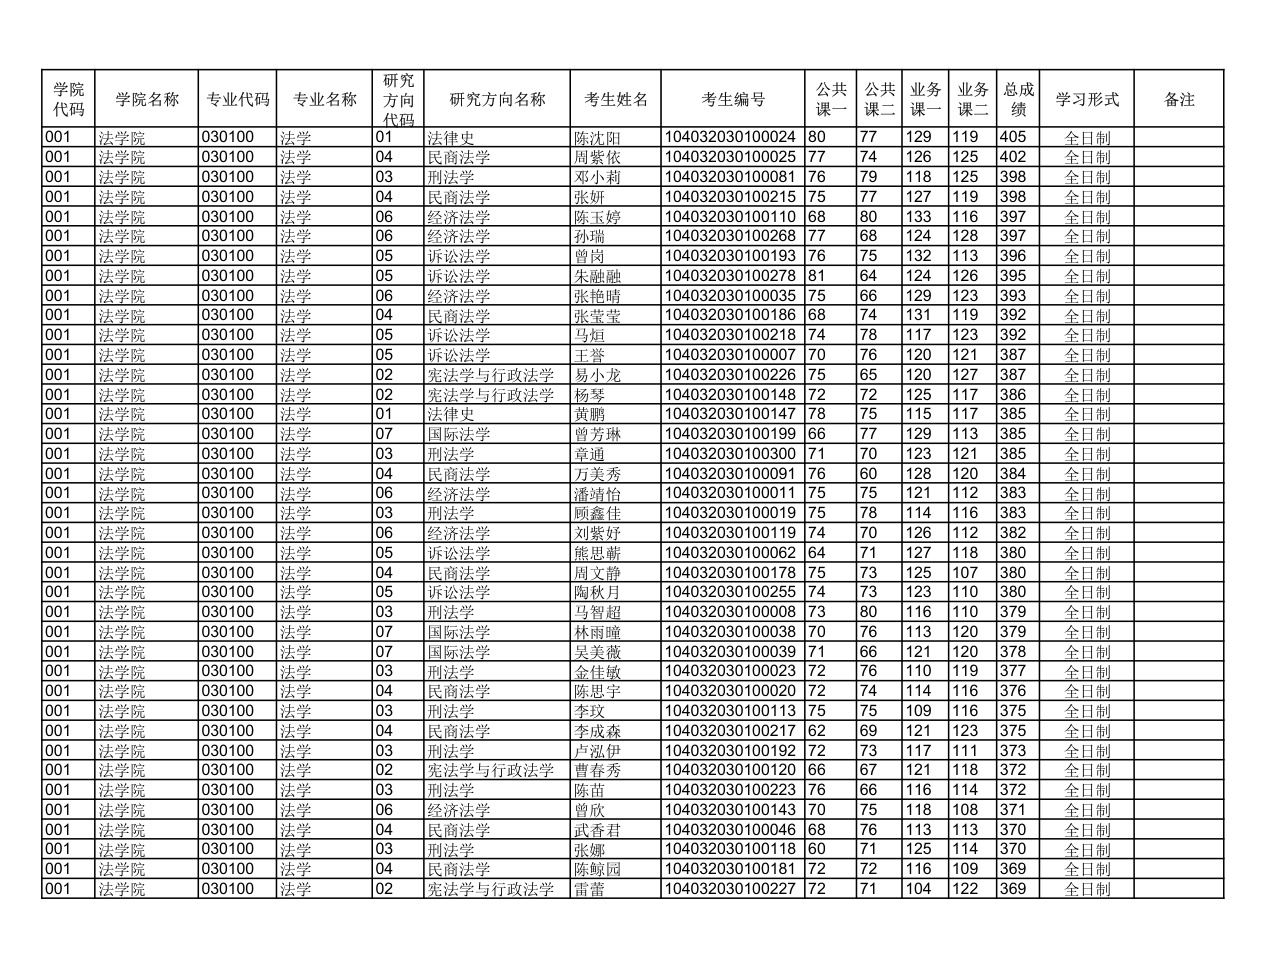 学院代码 学院名称 专业代码 专业名称 研究方向代码 研究方向名称 考生姓名 考生编号 公共课一 公共课二 业务课一 业务课二 总成绩 学习形式 备注
001 法学院 030100 法学 01 法律史 陈沈阳 104032030100024 80 77 129 119 405 全日制
001 法学院 030100 法学 04 民商法学 周紫依 104032030100025 77 74 126 125 402 全日制
001 法学院 030100 法学 03 刑法学 邓小莉 104032030100081 76 79 118 125 398 全日制
001 法学院 030100 法学 04 民商法学 张妍 104032030100215 75 77 127 119 398 全日制
001 法学院 030100 法学 06 经济法学 陈玉婷 104032030100110 68 80 133 116 397 全日制
001 法学院 030100 法学 06 经济法学 孙瑞 104032030100268 77 68 124 128 397 全日制
001 法学院 030100 法学 05 诉讼法学 曾岗 104032030100193 76 75 132 113 396 全日制
001 法学院 030100 法学 05 诉讼法学 朱融融 104032030100278 81 64 124 126 395 全日制
001 法学院 030100 法学 06 经济法学 张艳晴 104032030100035 75 66 129 123 393 全日制
001 法学院 030100 法学 04 民商法学 张莹莹 104032030100186 68 74 131 119 392 全日制
001 法学院 030100 法学 05 诉讼法学 马烜 104032030100218 74 78 117 123 392 全日制
001 法学院 030100 法学 05 诉讼法学 王誉 104032030100007 70 76 120 121 387 全日制
001 法学院 030100 法学 02 宪法学与行政法学 易小龙 104032030100226 75 65 120 127 387 全日制
001 法学院 030100 法学 02 宪法学与行政法学 杨琴 104032030100148 72 72 125 117 386 全日制
001 法学院 030100 法学 01 法律史 黄鹏 104032030100147 78 75 115 117 385 全日制
001 法学院 030100 法学 07 国际法学 曾芳琳 104032030100199 66 77 129 113 385 全日制
001 法学院 030100 法学 03 刑法学 章通 104032030100300 71 70 123 121 385 全日制
001 法学院 030100 法学 04 民商法学 万美秀 104032030100091 76 60 128 120 384 全日制
001 法学院 030100 法学 06 经济法学 潘靖怡 104032030100011 75 75 121 112 383 全日制
001 法学院 030100 法学 03 刑法学 顾鑫佳 104032030100019 75 78 114 116 383 全日制
001 法学院 030100 法学 06 经济法学 刘紫妤 104032030100119 74 70 126 112 382 全日制
001 法学院 030100 法学 05 诉讼法学 熊思蕲 104032030100062 64 71 127 118 380 全日制
001 法学院 030100 法学 04 民商法学 周文静 104032030100178 75 73 125 107 380 全日制
001 法学院 030100 法学 05 诉讼法学 陶秋月 104032030100255 74 73 123 110 380 全日制
001 法学院 030100 法学 03 刑法学 马智超 104032030100008 73 80 116 110 379 全日制
001 法学院 030100 法学 07 国际法学 林雨曈 104032030100038 70 76 113 120 379 全日制
001 法学院 030100 法学 07 国际法学 吴美薇 104032030100039 71 66 121 120 378 全日制
001 法学院 030100 法学 03 刑法学 金佳敏 104032030100023 72 76 110 119 377 全日制
001 法学院 030100 法学 04 民商法学 陈思宇 104032030100020 72 74 114 116 376 全日制
001 法学院 030100 法学 03 刑法学 李玟 104032030100113 75 75 109 116 375 全日制
001 法学院 030100 法学 04 民商法学 李成森 104032030100217 62 69 121 123 375 全日制
001 法学院 030100 法学 03 刑法学 卢泓伊 104032030100192 72 73 117 111 373 全日制
001 法学院 030100 法学 02 宪法学与行政法学 曹春秀 104032030100120 66 67 121 118 372 全日制
001 法学院 030100 法学 03 刑法学 陈苗 104032030100223 76 66 116 114 372 全日制
001 法学院 030100 法学 06 经济法学 曾欣 104032030100143 70 75 118 108 371 全日制
001 法学院 030100 法学 04 民商法学 武香君 104032030100046 68 76 113 113 370 全日制
001 法学院 030100 法学 03 刑法学 张娜 104032030100118 60 71 125 114 370 全日制
001 法学院 030100 法学 04 民商法学 陈鲸园 104032030100181 72 72 116 109 369 全日制
001 法学院 030100 法学 02 宪法学与行政法学 雷蕾 104032030100227 72 71 104 122 369 全日制